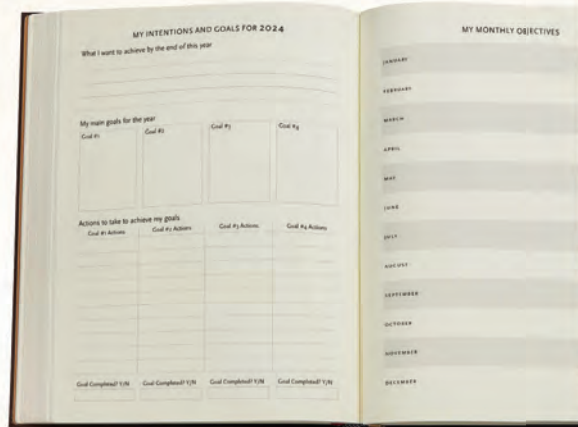 MY INTENTIONS AND GOALS FOR 2024
What I want to achieve by the end of this year
My main goals for the year
Goal #1 Goal #2 Goal #3 Goal #4
Actions to take to achieve my goals
Goal #1 Actions Goal #2 Actions Goal #3 Actions Goal #4 Actions
Goal Completed? Y/N Goal Completed? Y/N Goal Completed? Y/N Goal Completed? Y/N
MY MONTHLY OBJECTIVES
JANUARY
FEBRUARY
MARCH
APRIL
MAY
JUNE
JULY
AUGUST
SEPTEMBER
OCTOBER
NOVEMBER
DECEMBER